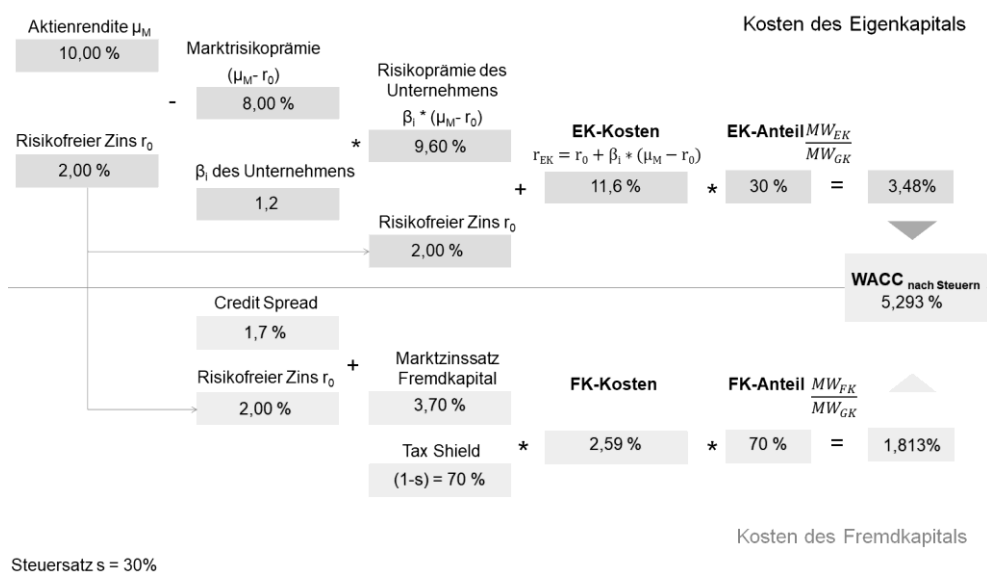 Kosten des Eigenkapitals
Aktienrendite μM
10,00 %
Marktrisikoprämie
(μM- r0)
-
8,00 %
Risikoprämie des
Unternehmens
βi * (μM- r0)
*
9,60 %
Risikofreier Zins r0
2,00 %
βi des Unternehmens
1,2
EK-Kosten
rEK = r0 + βi ∗ (μM − r0)
+
11,6 %
*
EK-Anteil MWEK/MWGK
30 %
=
3,48%
Risikofreier Zins r0
2,00 %
WACC nach Steuern
5,293 %
Credit Spread
1,7 %
+
Risikofreier Zins r0
2,00 %
Marktzinssatz
Fremdkapital
3,70 %
Tax Shield
(1-s) = 70 %
*
FK-Kosten
2,59 %
*
FK-Anteil MWFK/MWGK
70 %
=
1,813%
Kosten des Fremdkapitals
Steuersatz s = 30%